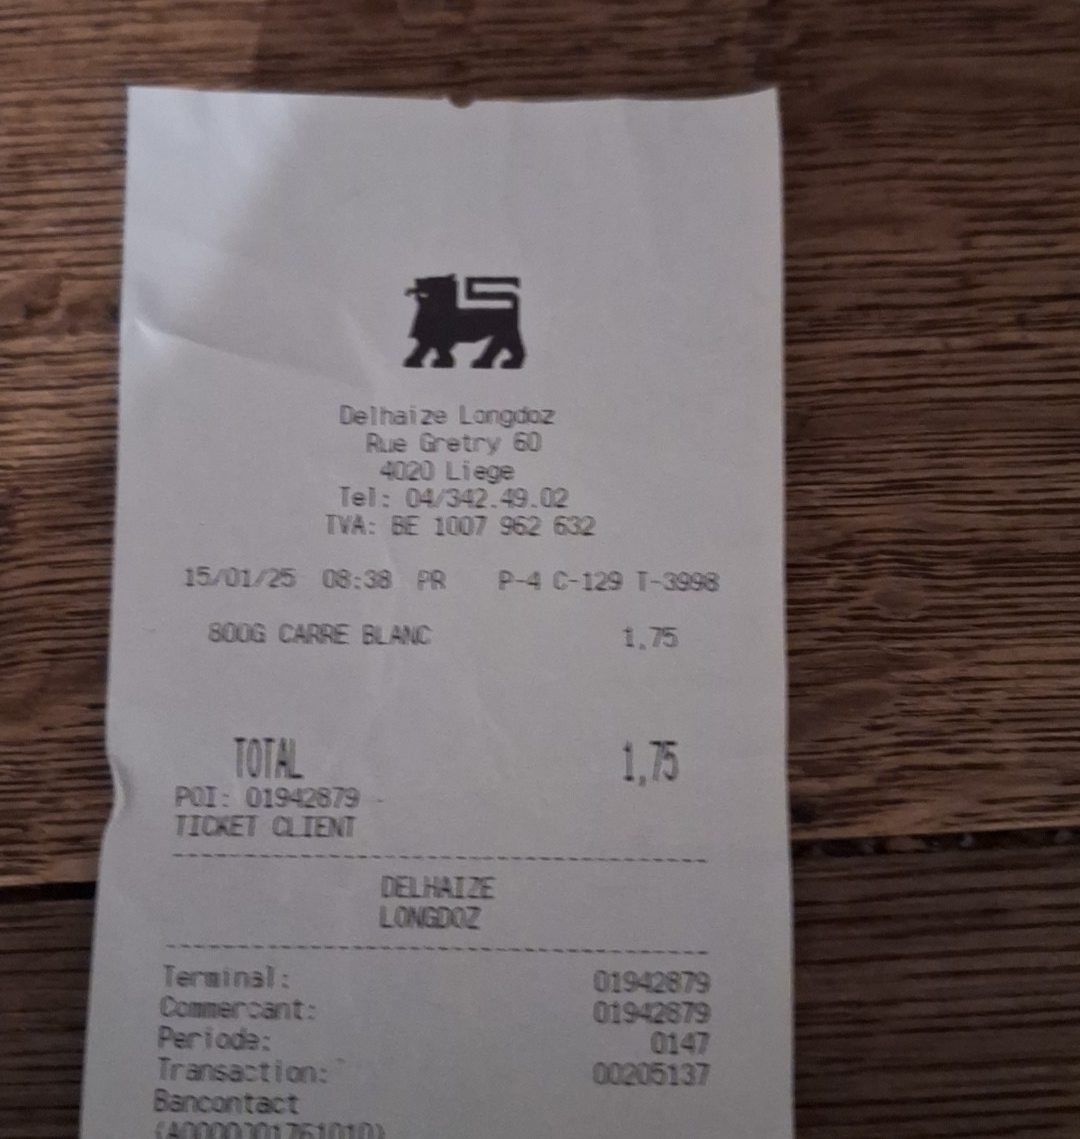 Delhaize Longdoz
Rue Gretry 60
4020 Liege
Tel: 04/342.49.02
TVA: BE 1007 962 632
15/01/25 08:38 PR P-4 C-129 T-3998
800G CARRE BLANC 1,75
TOTAL 1,75
POI: 01942879
TICKET CLIENT
DELHAIZE
LONGDOZ
Terminal: 01942879
Commercant: 01942879
Periode: 0147
Transaction: 00205137
Bancontact